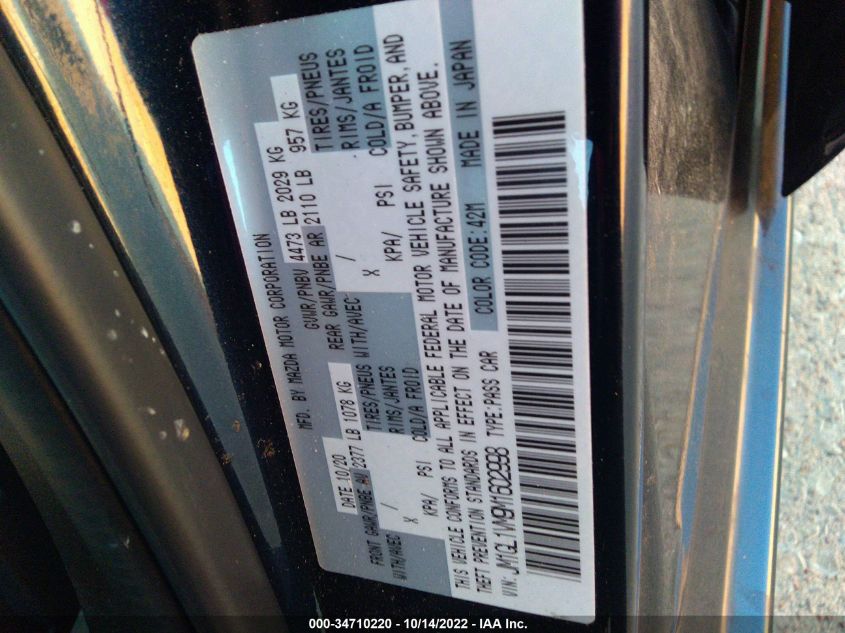 MFD. BY MAZDA MOTOR CORPORATION
DATE 10/20 GVWR/PNBV 4473 LB 2029 KG
FRONT GAWR/PNBE AV 2377 LB 1078 KG REAR GAWR/PNBE AR 2110 LB 957 KG
WITH/AVEC TIRES/PNEUS WITH/AVEC TIRES/PNEUS
X / RIMS/JANTES X / RIMS/JANTES
KPA/ PSI COLD/A FROID KPA/ PSI COLD/A FROID
THIS VEHICLE CONFORMS TO ALL APPLICABLE FEDERAL MOTOR VEHICLE SAFETY, BUMPER, AND
THEFT PREVENTION STANDARDS IN EFFECT ON THE DATE OF MANUFACTURE SHOWN ABOVE.
VIN: JM1GL1VM9M1602998 TYPE:PASS CAR COLOR CODE:42M MADE IN JAPAN
000-34710220 - 10/14/2022 - IAA Inc.